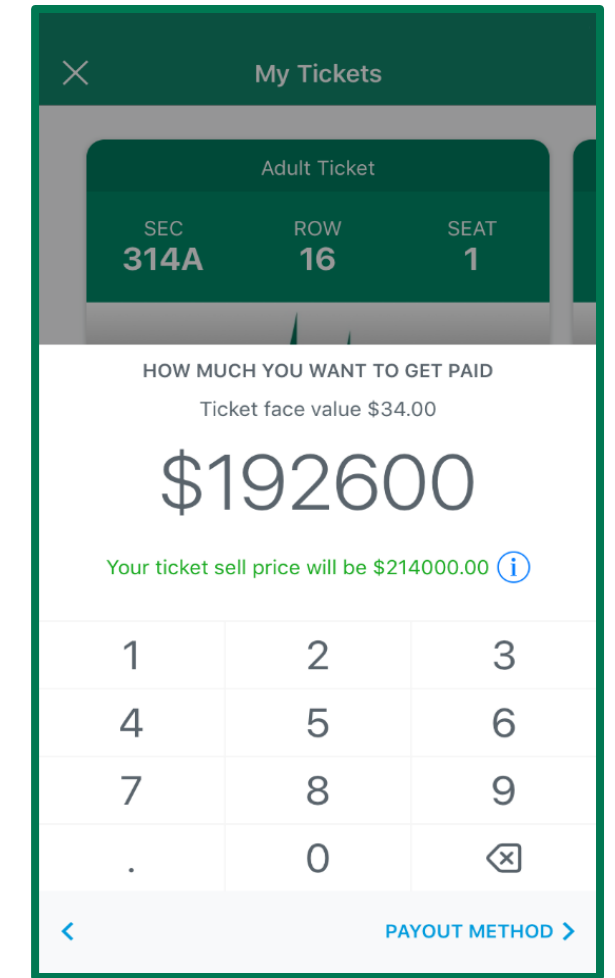 My Tickets
Adult Ticket
SEC ROW SEAT
314A 16 1
HOW MUCH YOU WANT TO GET PAID
Ticket face value $34.00
$192600
Your ticket sell price will be $214000.00 i
1 2 3
4 5 6
7 8 9
. 0
PAYOUT METHOD